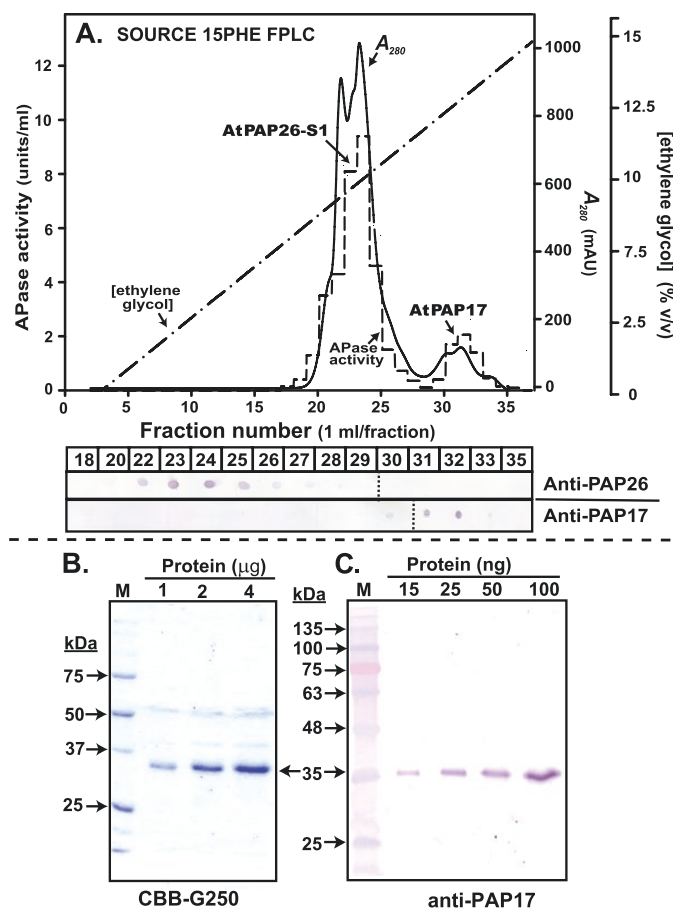 A. SOURCE 15PHE FPLC
A280
AtPAP26-S1
[ethylene glycol]
APase activity
AtPAP17
APase activity (units/ml)
12
10
8
6
4
2
0
1000
800
600
400
200
0
A280 (mAU)
15
12.5
10
7.5
2.5
0
[ethylene glycol] (% v/v)
0 5 10 15 20 25 30 35
Fraction number (1 ml/fraction)
18 20 22 23 24 25 26 27 28 29 30 31 32 33 35
Anti-PAP26
Anti-PAP17
B.
Protein (μg)
M 1 2 4
kDa
75
50
37
25
CBB-G250
C.
Protein (ng)
kDa M 15 25 50 100
135
100
75
63
48
35
25
anti-PAP17